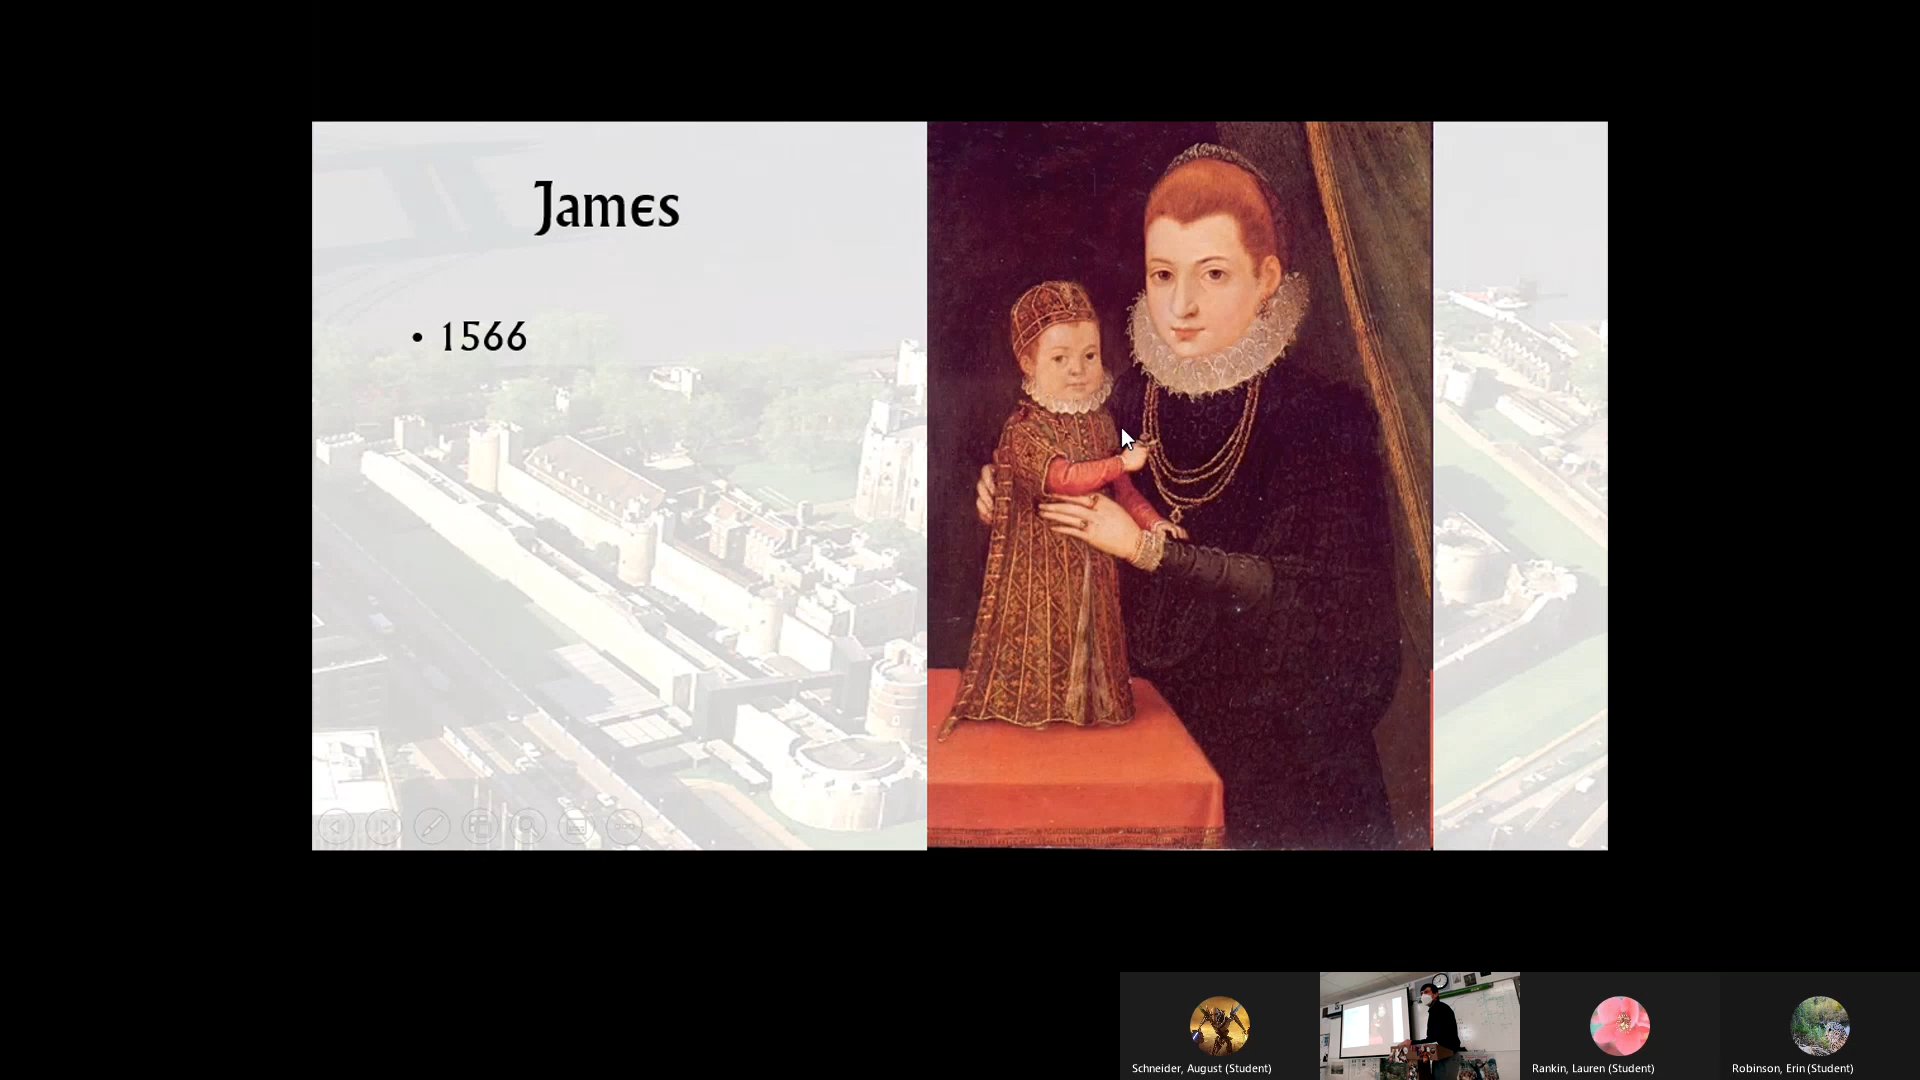 James
• 1566
Schneider, August (Student)
Rankin, Lauren (Student)
Robinson, Erin (Student)